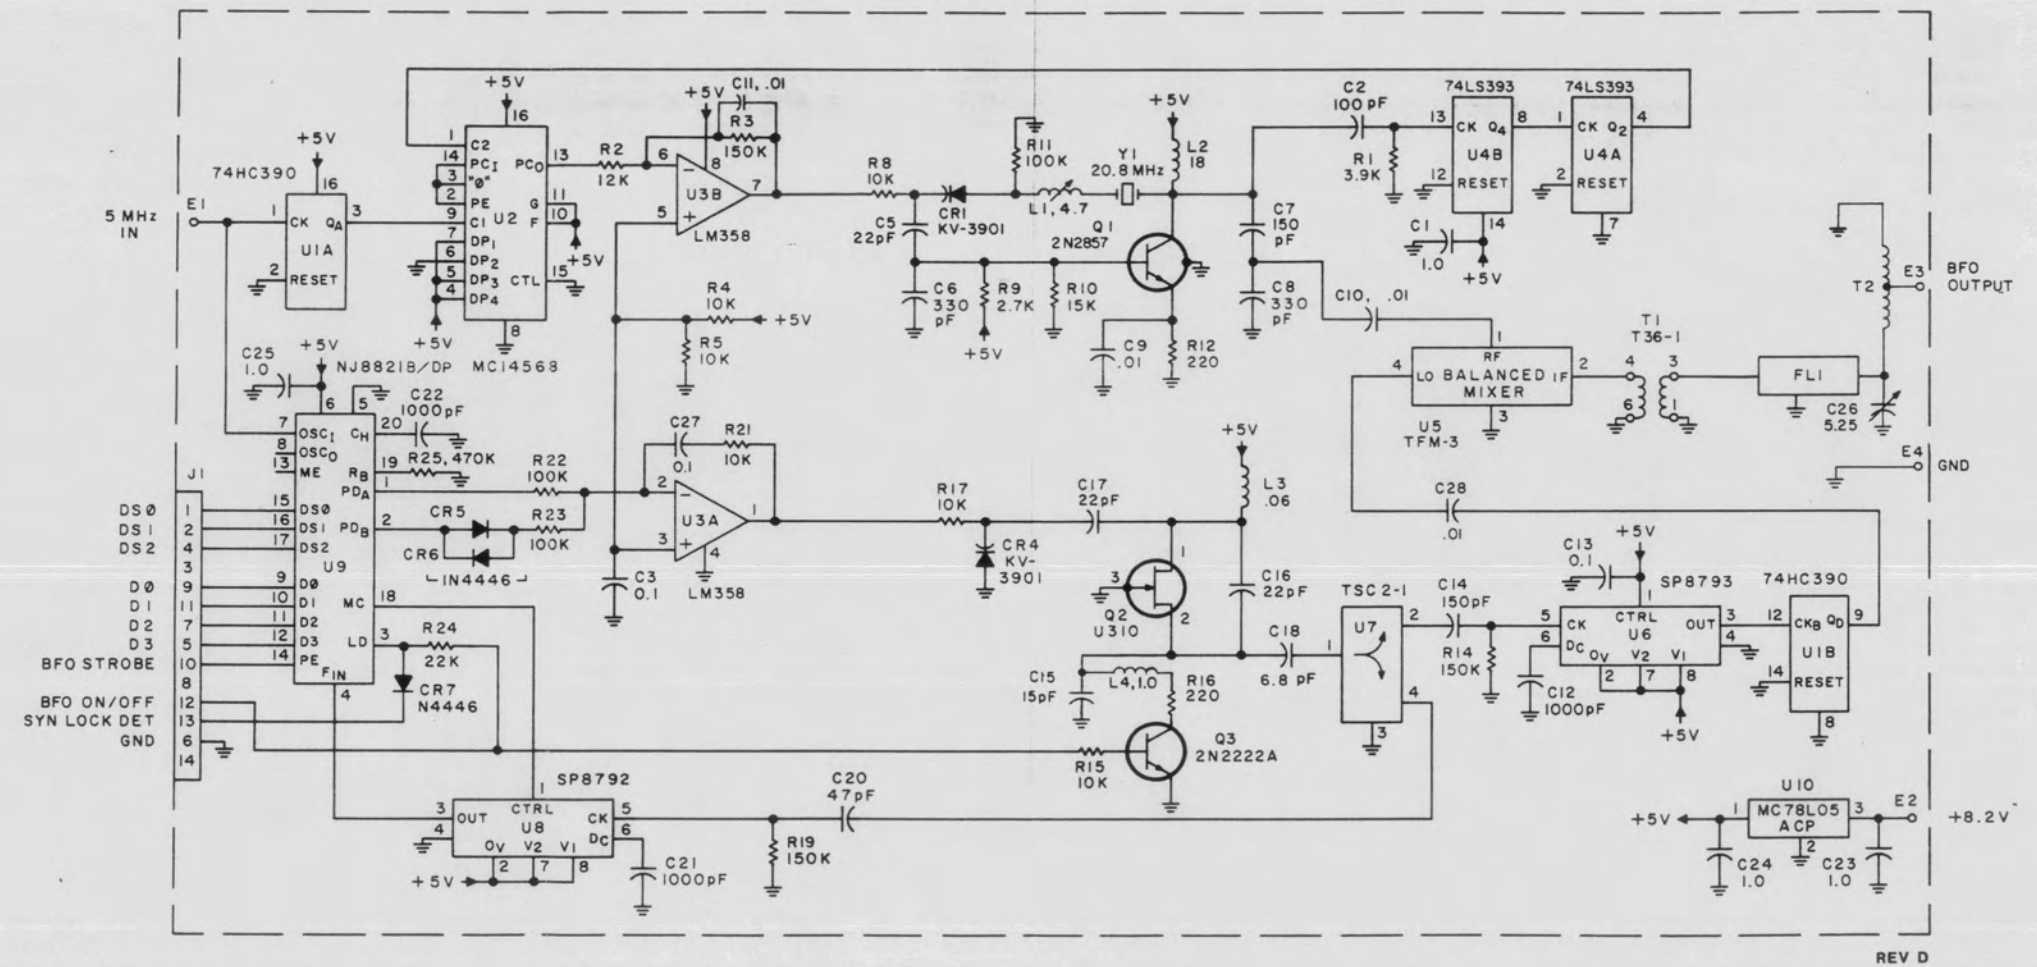 +5V
C11, .01
+5V
R3
150K
16
1
C2
14
PCI
3
"Ø"
2
PE
9
C1
7
DP1
6
DP2
5
DP3
4
DP4
PCO
13
G
11
F
10
CTL
15
U2
8
+5V
+5V
MC14568
R2
12K
6
5
8
7
U3B
LM358
74HC390
+5V
16
1
CK
QA
3
U1A
2
RESET
5 MHz
IN
E1
R8
10K
C5
22pF
CR1
KV-3901
R11
100K
L1, 4.7
Y1
20.8 MHz
+5V
L2
18
Q1
2N2857
C6
330
pF
R9
2.7K
+5V
R10
15K
C9
.01
R12
220
C7
150
pF
C8
330
pF
C10, .01
C2
100 pF
R1
3.9K
74LS393
13
CK
Q4
8
U4B
12
RESET
14
C1
1.0
+5V
74LS393
1
CK
Q2
4
U4A
2
RESET
7
R4
10K
+5V
R5
10K
1
RF
4
LO
BALANCED
MIXER
IF
2
3
U5
TFM-3
T1
T36-1
4
3
6
1
FL1
T2
E3
BFO
OUTPUT
C26
5.25
E4
GND
C25
1.0
+5V
NJ8821B/DP
6
5
C22
1000pF
7
OSCI
8
OSCO
13
ME
15
DSØ
16
DS1
17
DS2
U9
9
DØ
10
D1
11
D2
12
D3
14
PE
CH
20
RB
19
R25, 470K
PDA
1
PDB
2
MC
18
LD
3
FIN
4
CR5
CR6
1N4446
R22
100K
R23
100K
R24
22K
CR7
N4446
J1
DSØ
1
DS1
2
DS2
4
3
DØ
9
D1
11
D2
7
D3
5
BFO STROBE
10
8
BFO ON/OFF
12
SYN LOCK DET
13
GND
6
14
C27
0.1
R21
10K
2
3
1
4
U3A
LM358
C3
0.1
R17
10K
CR4
KV-
3901
C17
22pF
+5V
L3
.06
1
3
2
Q2
U310
C16
22pF
C15
15pF
L4, 1.0
R16
220
C18
6.8 pF
R15
10K
Q3
2N2222A
TSC 2-1
U7
1
2
4
3
C14
150pF
R14
150K
C28
.01
C13
0.1
+5V
SP8793
1
5
CK
CTRL
U6
OUT
3
6
DC
4
OV
V2
V1
2
7
8
+5V
C12
1000pF
74HC390
12
CKB
QD
9
U1B
14
RESET
8
SP8792
1
3
OUT
CTRL
U8
CK
5
4
DC
6
OV
V2
V1
2
7
8
+5V
C21
1000pF
R19
150K
C20
47pF
U10
+5V
1
MC78L05
ACP
3
2
E2
+8.2V
C24
1.0
C23
1.0
REV D